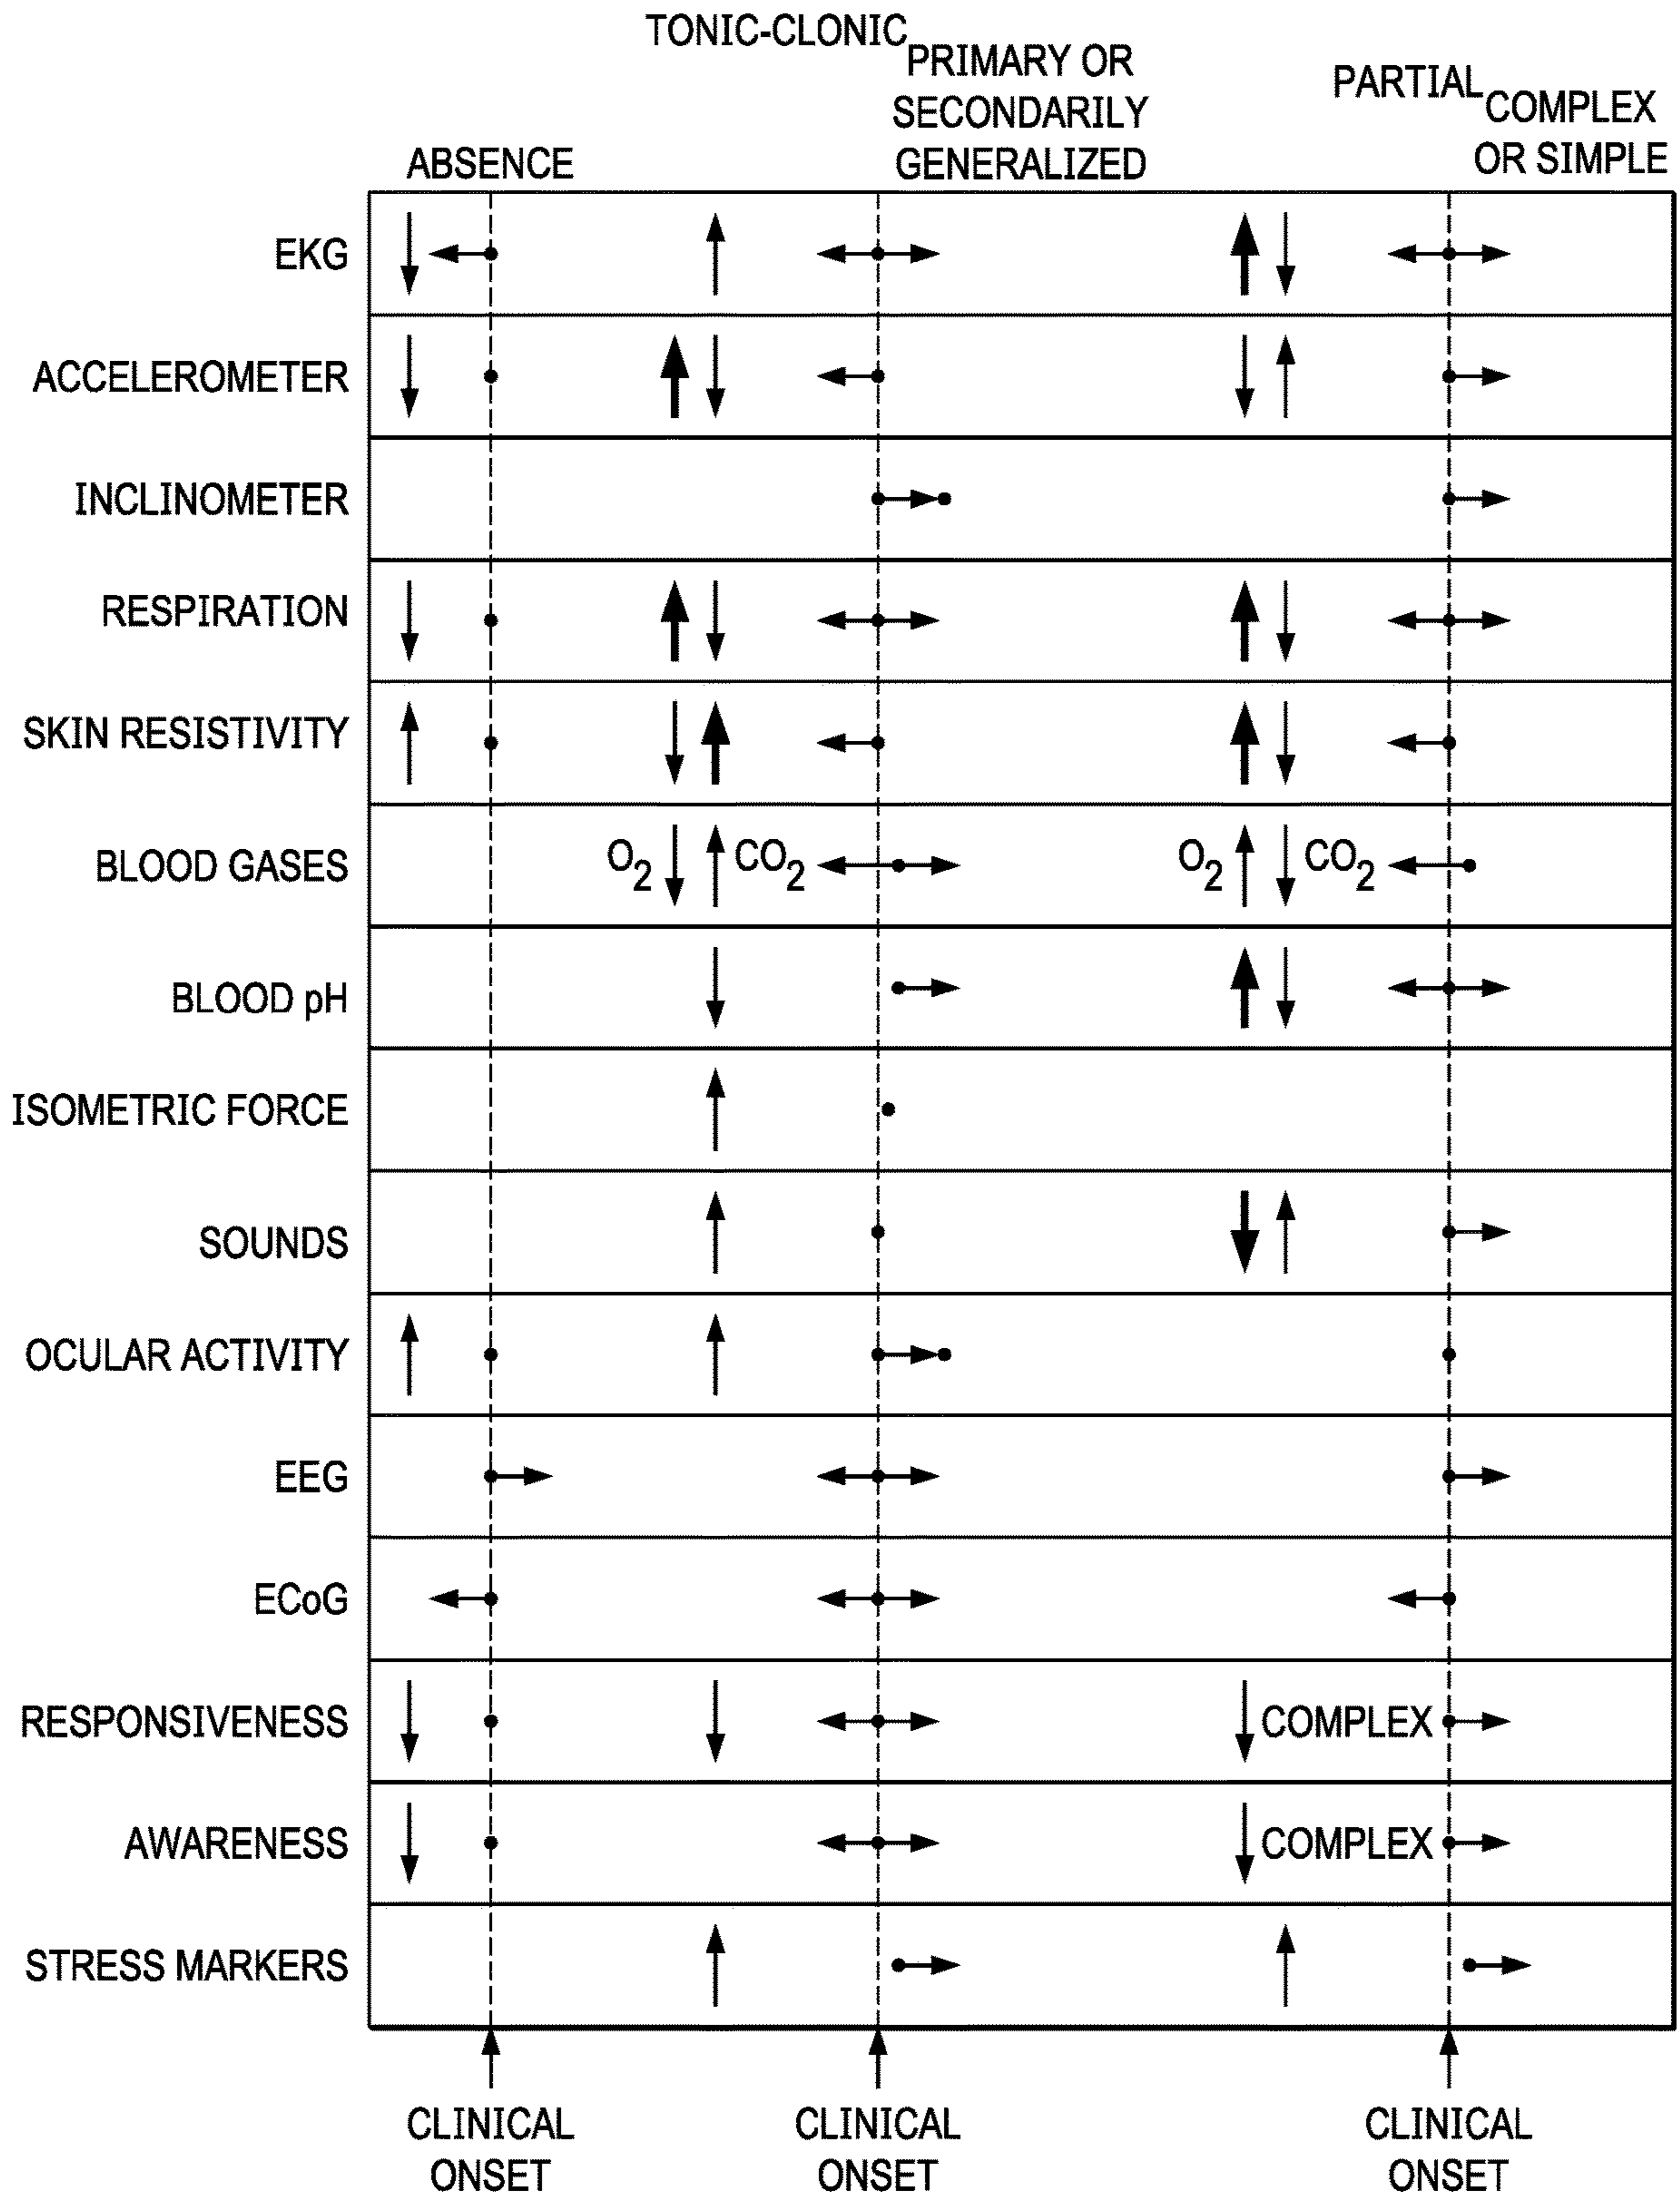 TONIC-CLONIC
PRIMARY OR
SECONDARILY
GENERALIZED
PARTIAL
COMPLEX
OR SIMPLE
ABSENCE
EKG
ACCELEROMETER
INCLINOMETER
RESPIRATION
SKIN RESISTIVITY
BLOOD GASES O2 CO2 O2 CO2
BLOOD pH
ISOMETRIC FORCE
SOUNDS
OCULAR ACTIVITY
EEG
ECoG
RESPONSIVENESS COMPLEX
AWARENESS COMPLEX
STRESS MARKERS
CLINICAL
ONSET
CLINICAL
ONSET
CLINICAL
ONSET